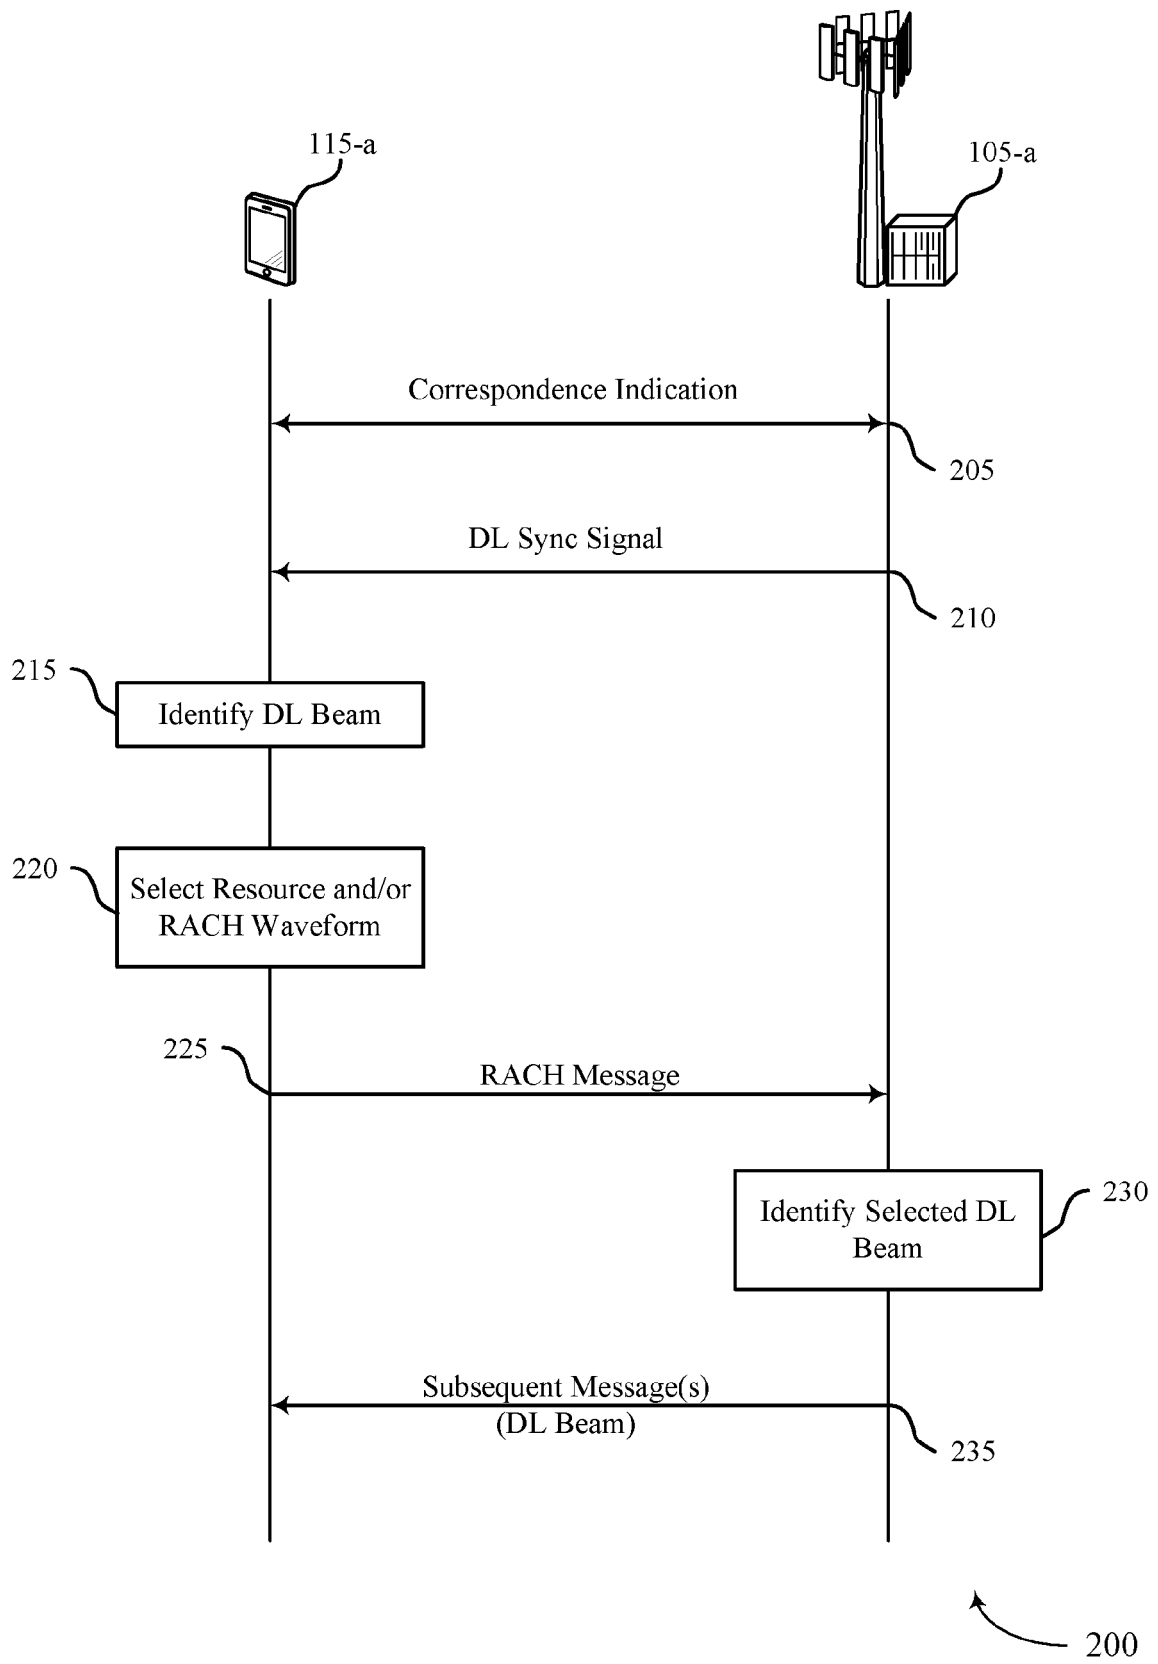 115-a
105-a
Correspondence Indication
205
DL Sync Signal
210
215
Identify DL Beam
220
Select Resource and/or
RACH Waveform
225
RACH Message
230
Identify Selected DL
Beam
Subsequent Message(s)
(DL Beam)
235
200